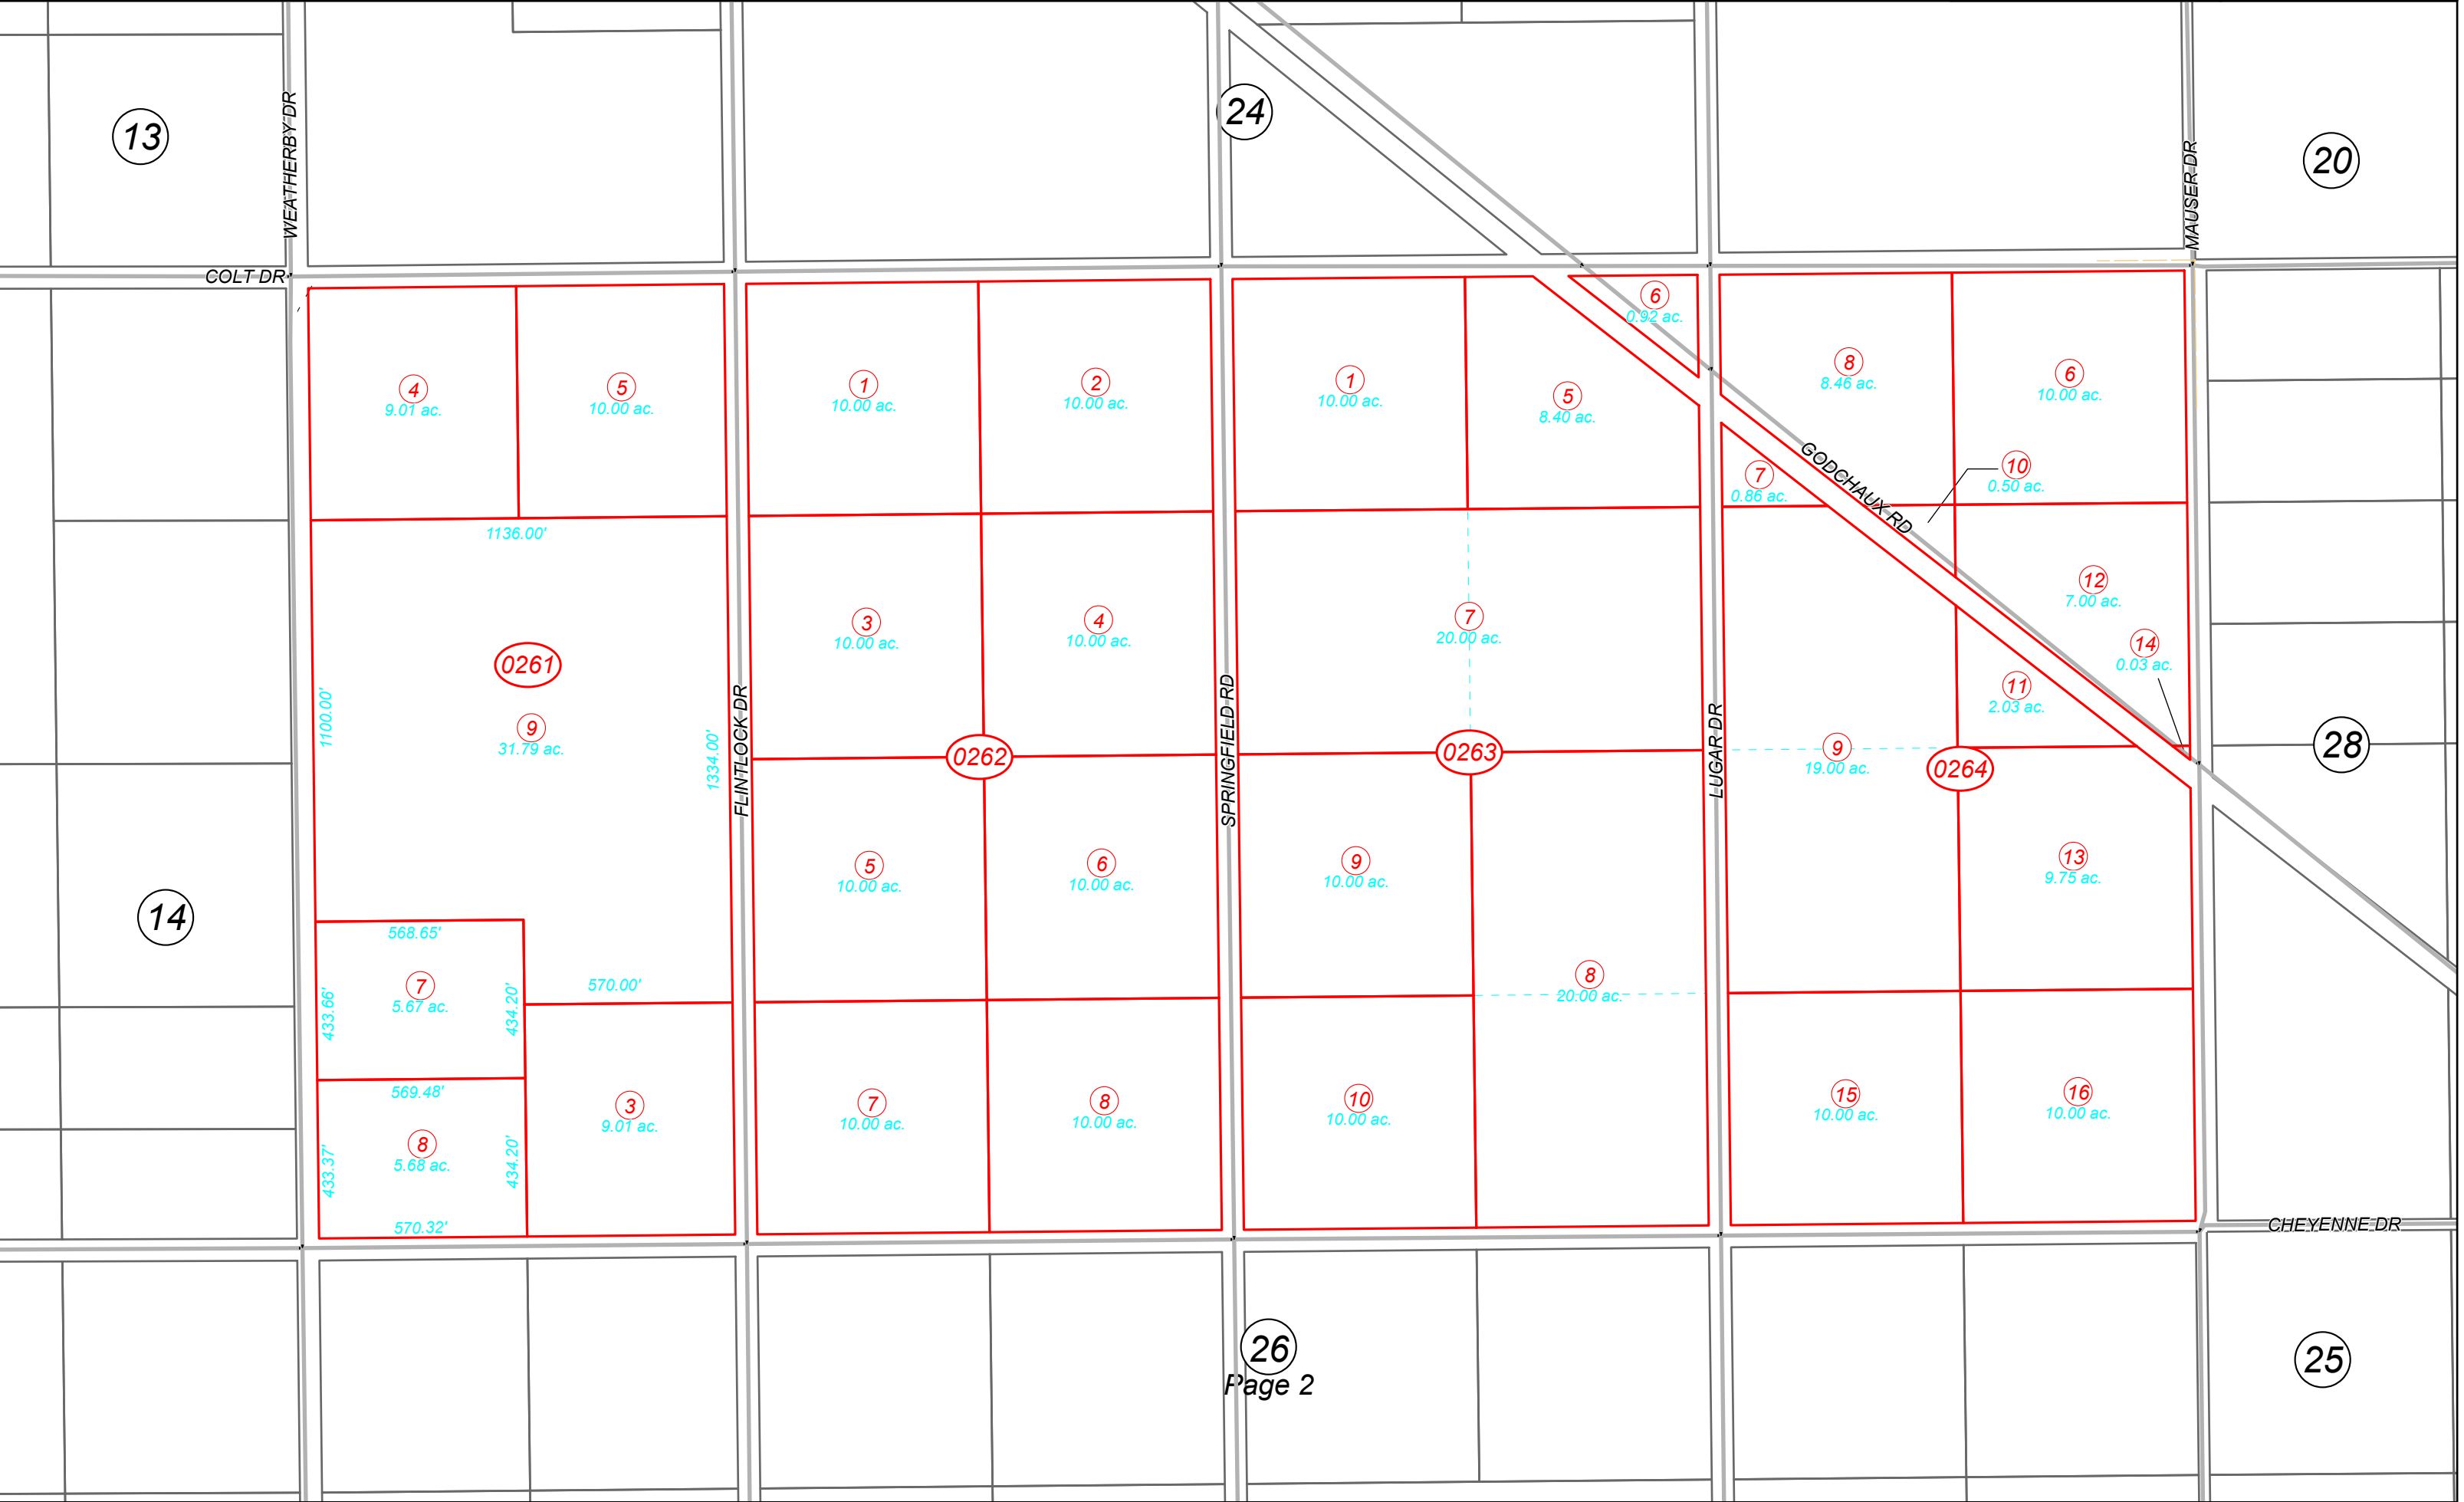 13
WEATHERBY DR
24
MAUSER DR
20
COLT DR
4
9.01 ac.
5
10.00 ac.
1
10.00 ac.
2
10.00 ac.
1
10.00 ac.
5
8.40 ac.
6
0.92 ac.
8
8.46 ac.
6
10.00 ac.
7
0.86 ac.
GODCHAUX RD
10
0.50 ac.
1136.00'
1100.00'
0261
9
31.79 ac.
1334.00'
FLINTLOCK DR
3
10.00 ac.
4
10.00 ac.
0262
SPRINGFIELD RD
7
20.00 ac.
0263
LUGAR DR
9
19.00 ac.
0264
12
7.00 ac.
14
0.03 ac.
11
2.03 ac.
28
14
568.65'
433.66'
7
5.67 ac.
434.20'
570.00'
5
10.00 ac.
6
10.00 ac.
9
10.00 ac.
8
20.00 ac.
13
9.75 ac.
569.48'
433.37'
8
5.68 ac.
434.20'
570.32'
3
9.01 ac.
7
10.00 ac.
8
10.00 ac.
10
10.00 ac.
15
10.00 ac.
16
10.00 ac.
CHEYENNE DR
26
Page 2
25